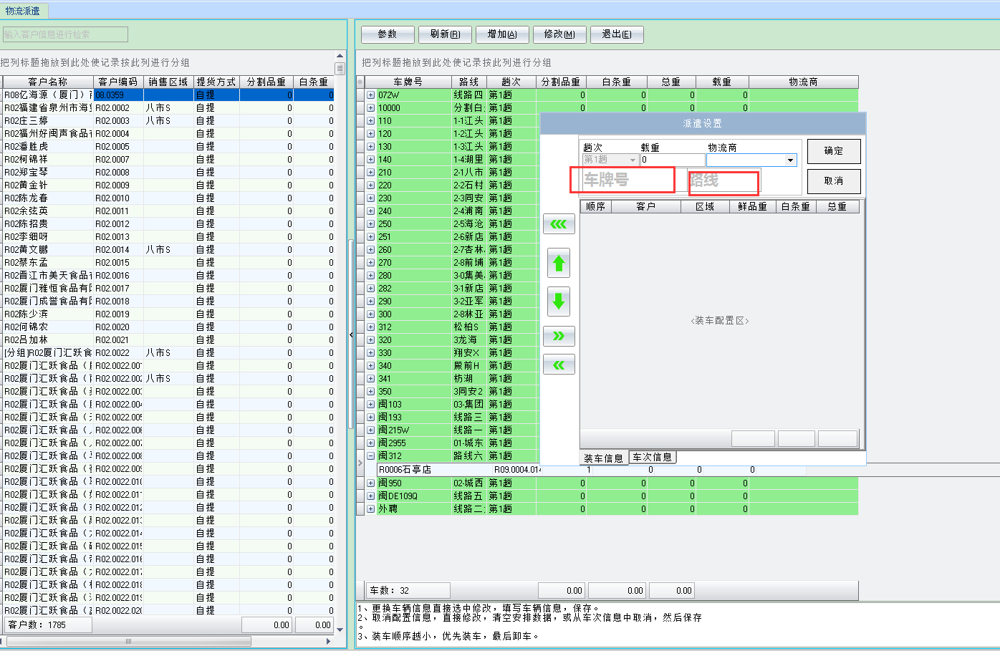 物流派遣
输入客户信息进行检索
把列标题拖放到此处使记录按此列进行分组
客户名称 客户编码 销售区域 提货方式 分割品重 白条重
R08亿海源（厦门） 08.0359 自提 0 0
R02福建省泉州市海 R02.0002 八市S 自提 0 0
R02庄三婷 R02.0003 八市S 自提 0 0
R02福州好闽声食品 R02.0004 自提 0 0
R02潘胜虎 R02.0005 自提 0 0
R02柯锦祥 R02.0007 自提 0 0
R02郑宝琴 R02.0008 自提 0 0
R02黄金针 R02.0009 自提 0 0
R02陈龙春 R02.0010 自提 0 0
R02余弦英 R02.0011 自提 0 0
R02陈招贵 R02.0012 自提 0 0
R02李细呀 R02.0013 自提 0 0
R02黄文鹏 R02.0014 八市S 自提 0 0
R02蔡东孟 R02.0015 自提 0 0
R02晋江市美天食品 R02.0016 自提 0 0
R02厦门雅恒食品有 R02.0017 自提 0 0
R02厦门成誉食品有 R02.0018 自提 0 0
R02陈少滨 R02.0019 自提 0 0
R02何锦农 R02.0020 自提 0 0
R02吕加林 R02.0021 自提 0 0
[分组]R02厦门汇跃食 R02.0022 八市S 自提 0 0
R02厦门汇跃食品（ R02.0022.001 自提 0 0
R02厦门汇跃食品（ R02.0022.002 八市S 自提 0 0
R02厦门汇跃食品（ R02.0022.003 自提 0 0
R02厦门汇跃食品（ R02.0022.004 自提 0 0
R02厦门汇跃食品（ R02.0022.005 自提 0 0
R02厦门汇跃食品（ R02.0022.006 自提 0 0
R02厦门汇跃食品（ R02.0022.007 自提 0 0
R02厦门汇跃食品（ R02.0022.008 自提 0 0
R02厦门汇跃食品（ R02.0022.009 自提 0 0
R02厦门汇跃食品（ R02.0022.010 自提 0 0
R02厦门汇跃食品（ R02.0022.011 自提 0 0
R02厦门汇跃食品（ R02.0022.012 自提 0 0
R02厦门汇跃食品（ R02.0022.013 自提 0 0
R02厦门汇跃食品（ R02.0022.014 自提 0 0
R02厦门汇跃食品（ R02.0022.015 自提 0 0
R02厦门汇跃食品（ R02.0022.016 自提 0 0
R02厦门汇跃食品（ R02.0022.017 自提 0 0
R02厦门汇跃食品（ R02.0022.018 自提 0 0
R02厦门汇跃食品（ R02.0022.019 自提 0 0
R02厦门汇跃食品（ R02.0022.020 自提 0 0
客户数：1785 0.00 0.00
参数 刷新(R) 增加(A) 修改(M) 退出(E)
把列标题拖放到此处使记录按此列进行分组
车牌号 路线 趟次 分割品重 白条重 总重 载重 物流商
072W 线路四 第1趟 0 0 0 0
10000 分割白 第1趟 0 0 0 0
110 1-1江头 第1趟
120 1-2江头 第1趟
130 1-3江头 第1趟
140 1-4湖里 第1趟
210 2-1八市 第1趟
220 2-2石村 第1趟
230 2-3同安 第1趟
240 2-4浦南 第1趟
250 2-5海沧 第1趟
251 2-6新店 第1趟
260 2-7杏林 第1趟
270 2-8前埔 第1趟
280 3-0集美 第1趟
282 3-1新店 第1趟
290 3-2亚军 第1趟
300 2-8林亚 第1趟
312 松柏S 第1趟
320 3龙海 第1趟
330 翔安X 第1趟
340 殿前H 第1趟
341 枋湖 第1趟
350 3同安2 第1趟
闽103 03-集团 第1趟
闽193 线路三 第1趟
闽215W 线路一 第1趟
闽2955 01-城东 第1趟
闽312 路线六 第1趟
R0006石亭店 R09.0004.014 1 0 0 0
闽950 02-城西 第1趟 0 0 0 0
闽DE109Q 线路五 第1趟 0 0 0 0
外聘 线路二 第1趟 0 0 0 0
车数：32 0.00 0.00 0.00
派遣设置
趟次 载重 物流商
第1趟 0
车牌号 路线
确定
取消
顺序 客户 区域 鲜品重 白条重 总重
<装车配置区>
装车信息 车次信息
1、更换车辆信息直接选中修改，填写车辆信息，保存。
2、取消配置信息，直接修改，清空安排数据，或从车次信息中取消，然后保存
。
3、装车顺序越小，优先装车，最后卸车。